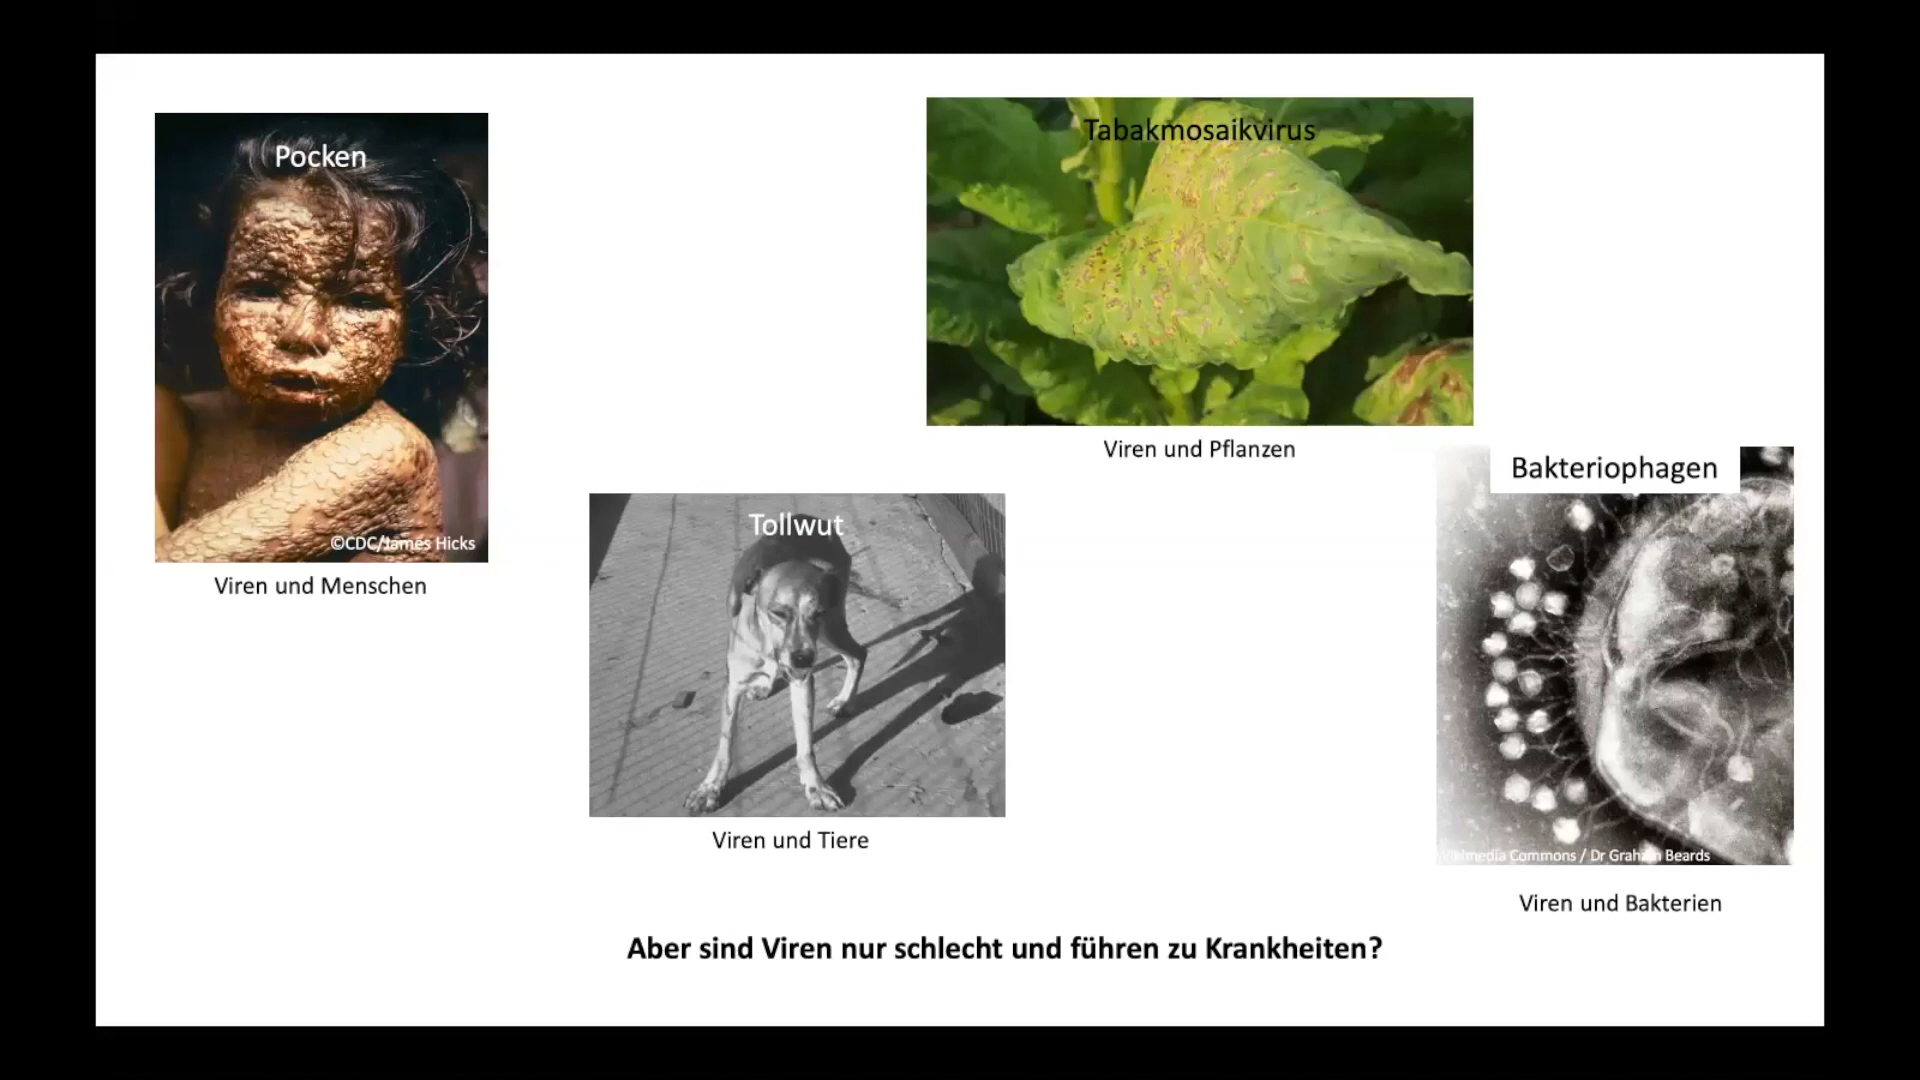 Pocken
©CDC/James Hicks
Viren und Menschen
Tabakmosaikvirus
Viren und Pflanzen
Tollwut
Viren und Tiere
Bakteriophagen
Wikimedia Commons / Dr Graham Beards
Viren und Bakterien
Aber sind Viren nur schlecht und führen zu Krankheiten?